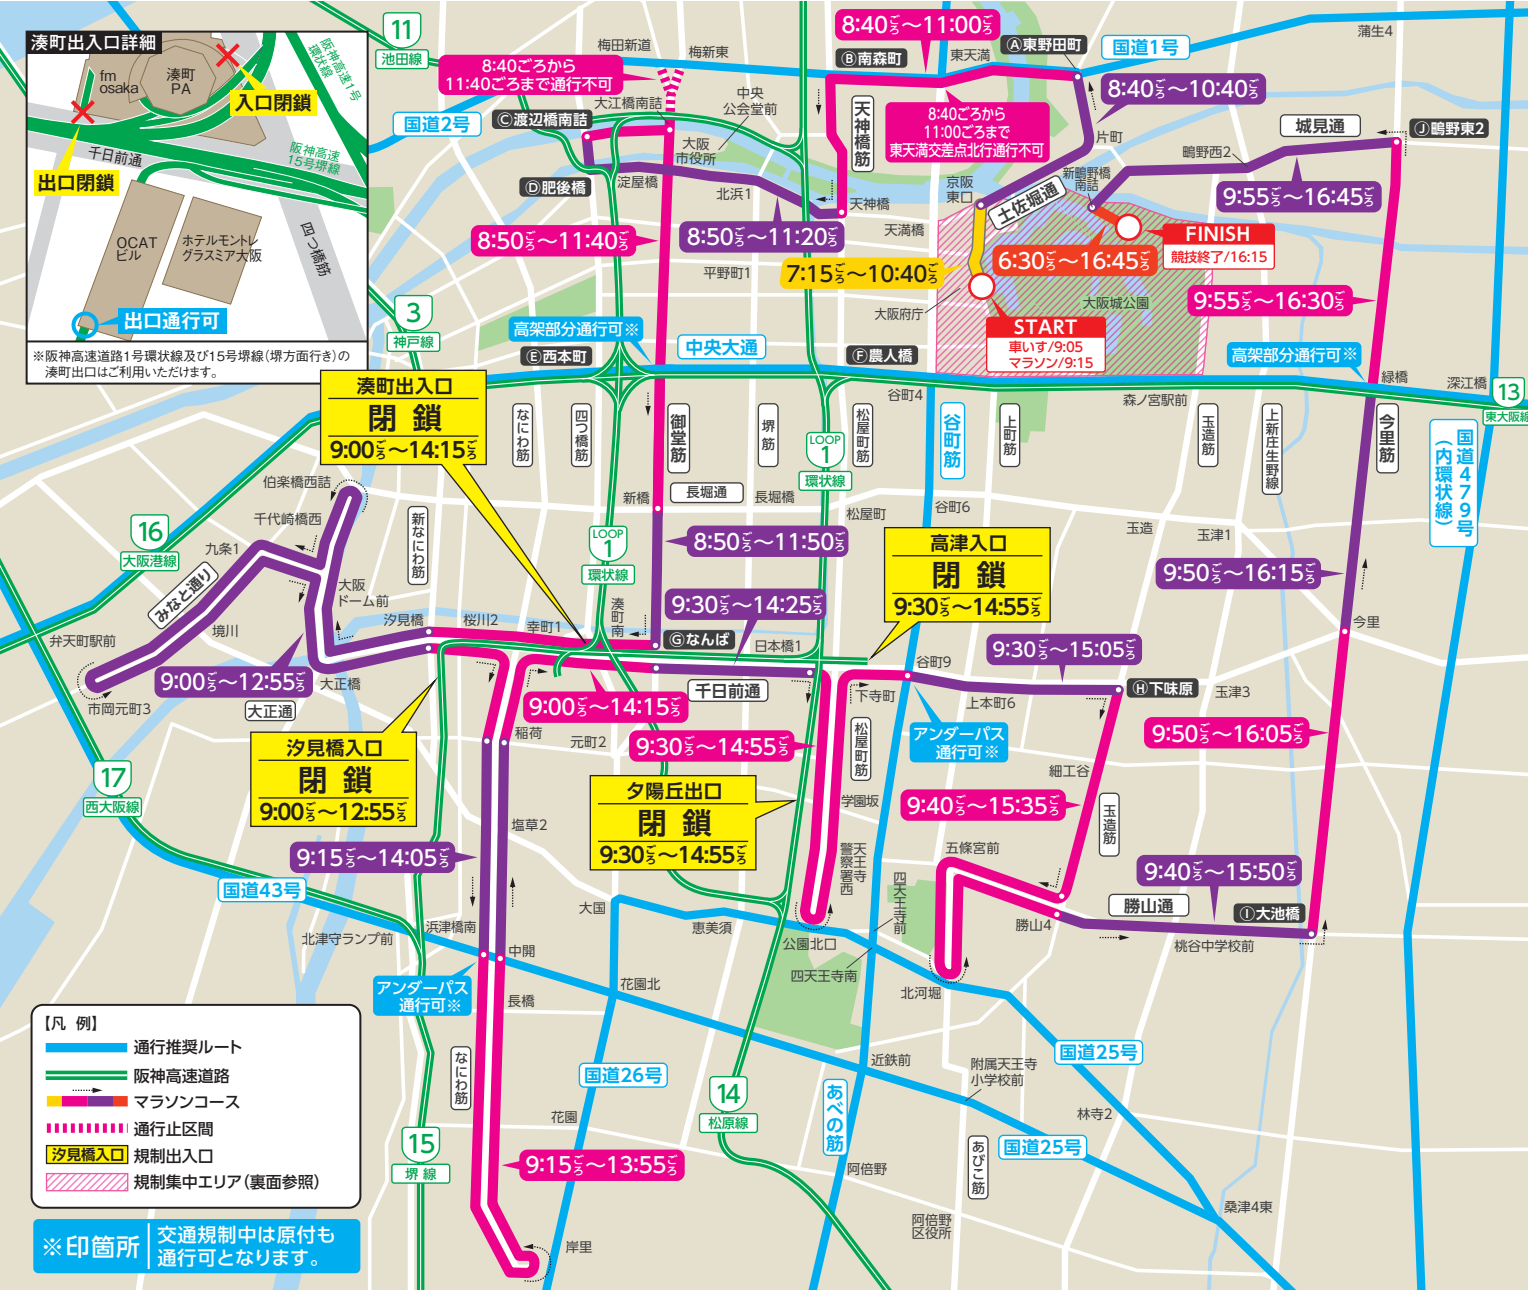 湊町出入口詳細
fm
osaka
湊町
PA
入口閉鎖
出口閉鎖
阪神高速1号
環状線
千日前通
阪神高速
15号堺線
四つ橋筋
OCAT
ビル
ホテルモントレ
グラスミア大阪
出口通行可
※阪神高速道路1号環状線及び15号堺線(堺方面行き)の
湊町出口はご利用いただけます。
11
池田線
梅田新道
梅新東
8:40ごろから
11:40ごろまで通行不可
大江橋南詰
国道2号
Ⓒ渡辺橋南詰
中央
公会堂前
大阪
市役所
Ⓓ肥後橋
淀屋橋
北浜1
8:50ごろ〜11:40ごろ
8:50ごろ〜11:20ごろ
平野町1
8:40ごろ〜11:00ごろ
Ⓑ南森町
東天満
Ⓐ東野田町
国道1号
蒲生4
天神橋筋
8:40ごろから
11:00ごろまで
東天満交差点北行通行不可
8:40ごろ〜10:40ごろ
片町
城見通
Ⓙ鴫野東2
鴫野西2
新鴫野橋
南詰
9:55ごろ〜16:45ごろ
京阪
東口
土佐堀通
天神橋
天満橋
7:15ごろ〜10:40ごろ
6:30ごろ〜16:45ごろ
FINISH
競技終了/16:15
大阪城公園
大阪府庁
START
車いす/9:05
マラソン/9:15
9:55ごろ〜16:30ごろ
3
神戸線
高架部分通行可※
中央大通
Ⓔ西本町
Ⓕ農人橋
高架部分通行可※
緑橋
深江橋
13
東大阪線
谷町4
森ノ宮駅前
湊町出入口
閉鎖
9:00ごろ〜14:15ごろ
なにわ筋
四つ橋筋
御堂筋
堺筋
LOOP
1
環状線
松屋町筋
谷町筋
上町筋
玉造筋
上新庄生野線
今里筋
国道479号
(内環状線)
伯楽橋西詰
千代崎橋西
新橋
長堀通
長堀橋
松屋町
谷町6
玉造
玉津1
16
大阪港線
九条1
みなと通り
新なにわ筋
LOOP
1
環状線
8:50ごろ〜11:50ごろ
高津入口
閉鎖
9:30ごろ〜14:55ごろ
9:50ごろ〜16:15ごろ
大阪
ドーム前
境川
弁天町駅前
汐見橋
桜川2
幸町1
湊町南
Ⓖなんば
9:30ごろ〜14:25ごろ
日本橋1
谷町9
9:30ごろ〜15:05ごろ
今里
9:00ごろ〜12:55ごろ
大正橋
市岡元町3
大正通
9:00ごろ〜14:15ごろ
千日前通
下寺町
上本町6
Ⓗ下味原
玉津3
汐見橋入口
閉鎖
9:00ごろ〜12:55ごろ
稲荷
元町2
9:30ごろ〜14:55ごろ
松屋町筋
アンダーパス
通行可※
9:50ごろ〜16:05ごろ
17
西大阪線
夕陽丘出口
閉鎖
9:30ごろ〜14:55ごろ
学園坂
細工谷
9:40ごろ〜15:35ごろ
玉造筋
塩草2
9:15ごろ〜14:05ごろ
天王寺
警察署西
五條宮前
9:40ごろ〜15:50ごろ
国道43号
大国
恵美須
四天王寺前
勝山通
Ⓘ大池橋
北津守ランプ前
浜津橋南
中開
公園北口
四天王寺南
勝山4
桃谷中学校前
アンダーパス
通行可※
長橋
花園北
北河堀
【凡 例】
通行推奨ルート
阪神高速道路
マラソンコース
通行止区間
汐見橋入口
規制出入口
規制集中エリア(裏面参照)
※印箇所
交通規制中は原付も
通行可となります。
なにわ筋
国道26号
近鉄前
附属天王寺
小学校前
国道25号
14
松原線
花園
あべの筋
林寺2
国道25号
15
堺線
9:15ごろ〜13:55ごろ
阿倍野
あびこ筋
阿倍野
区役所
桑津4東
岸里